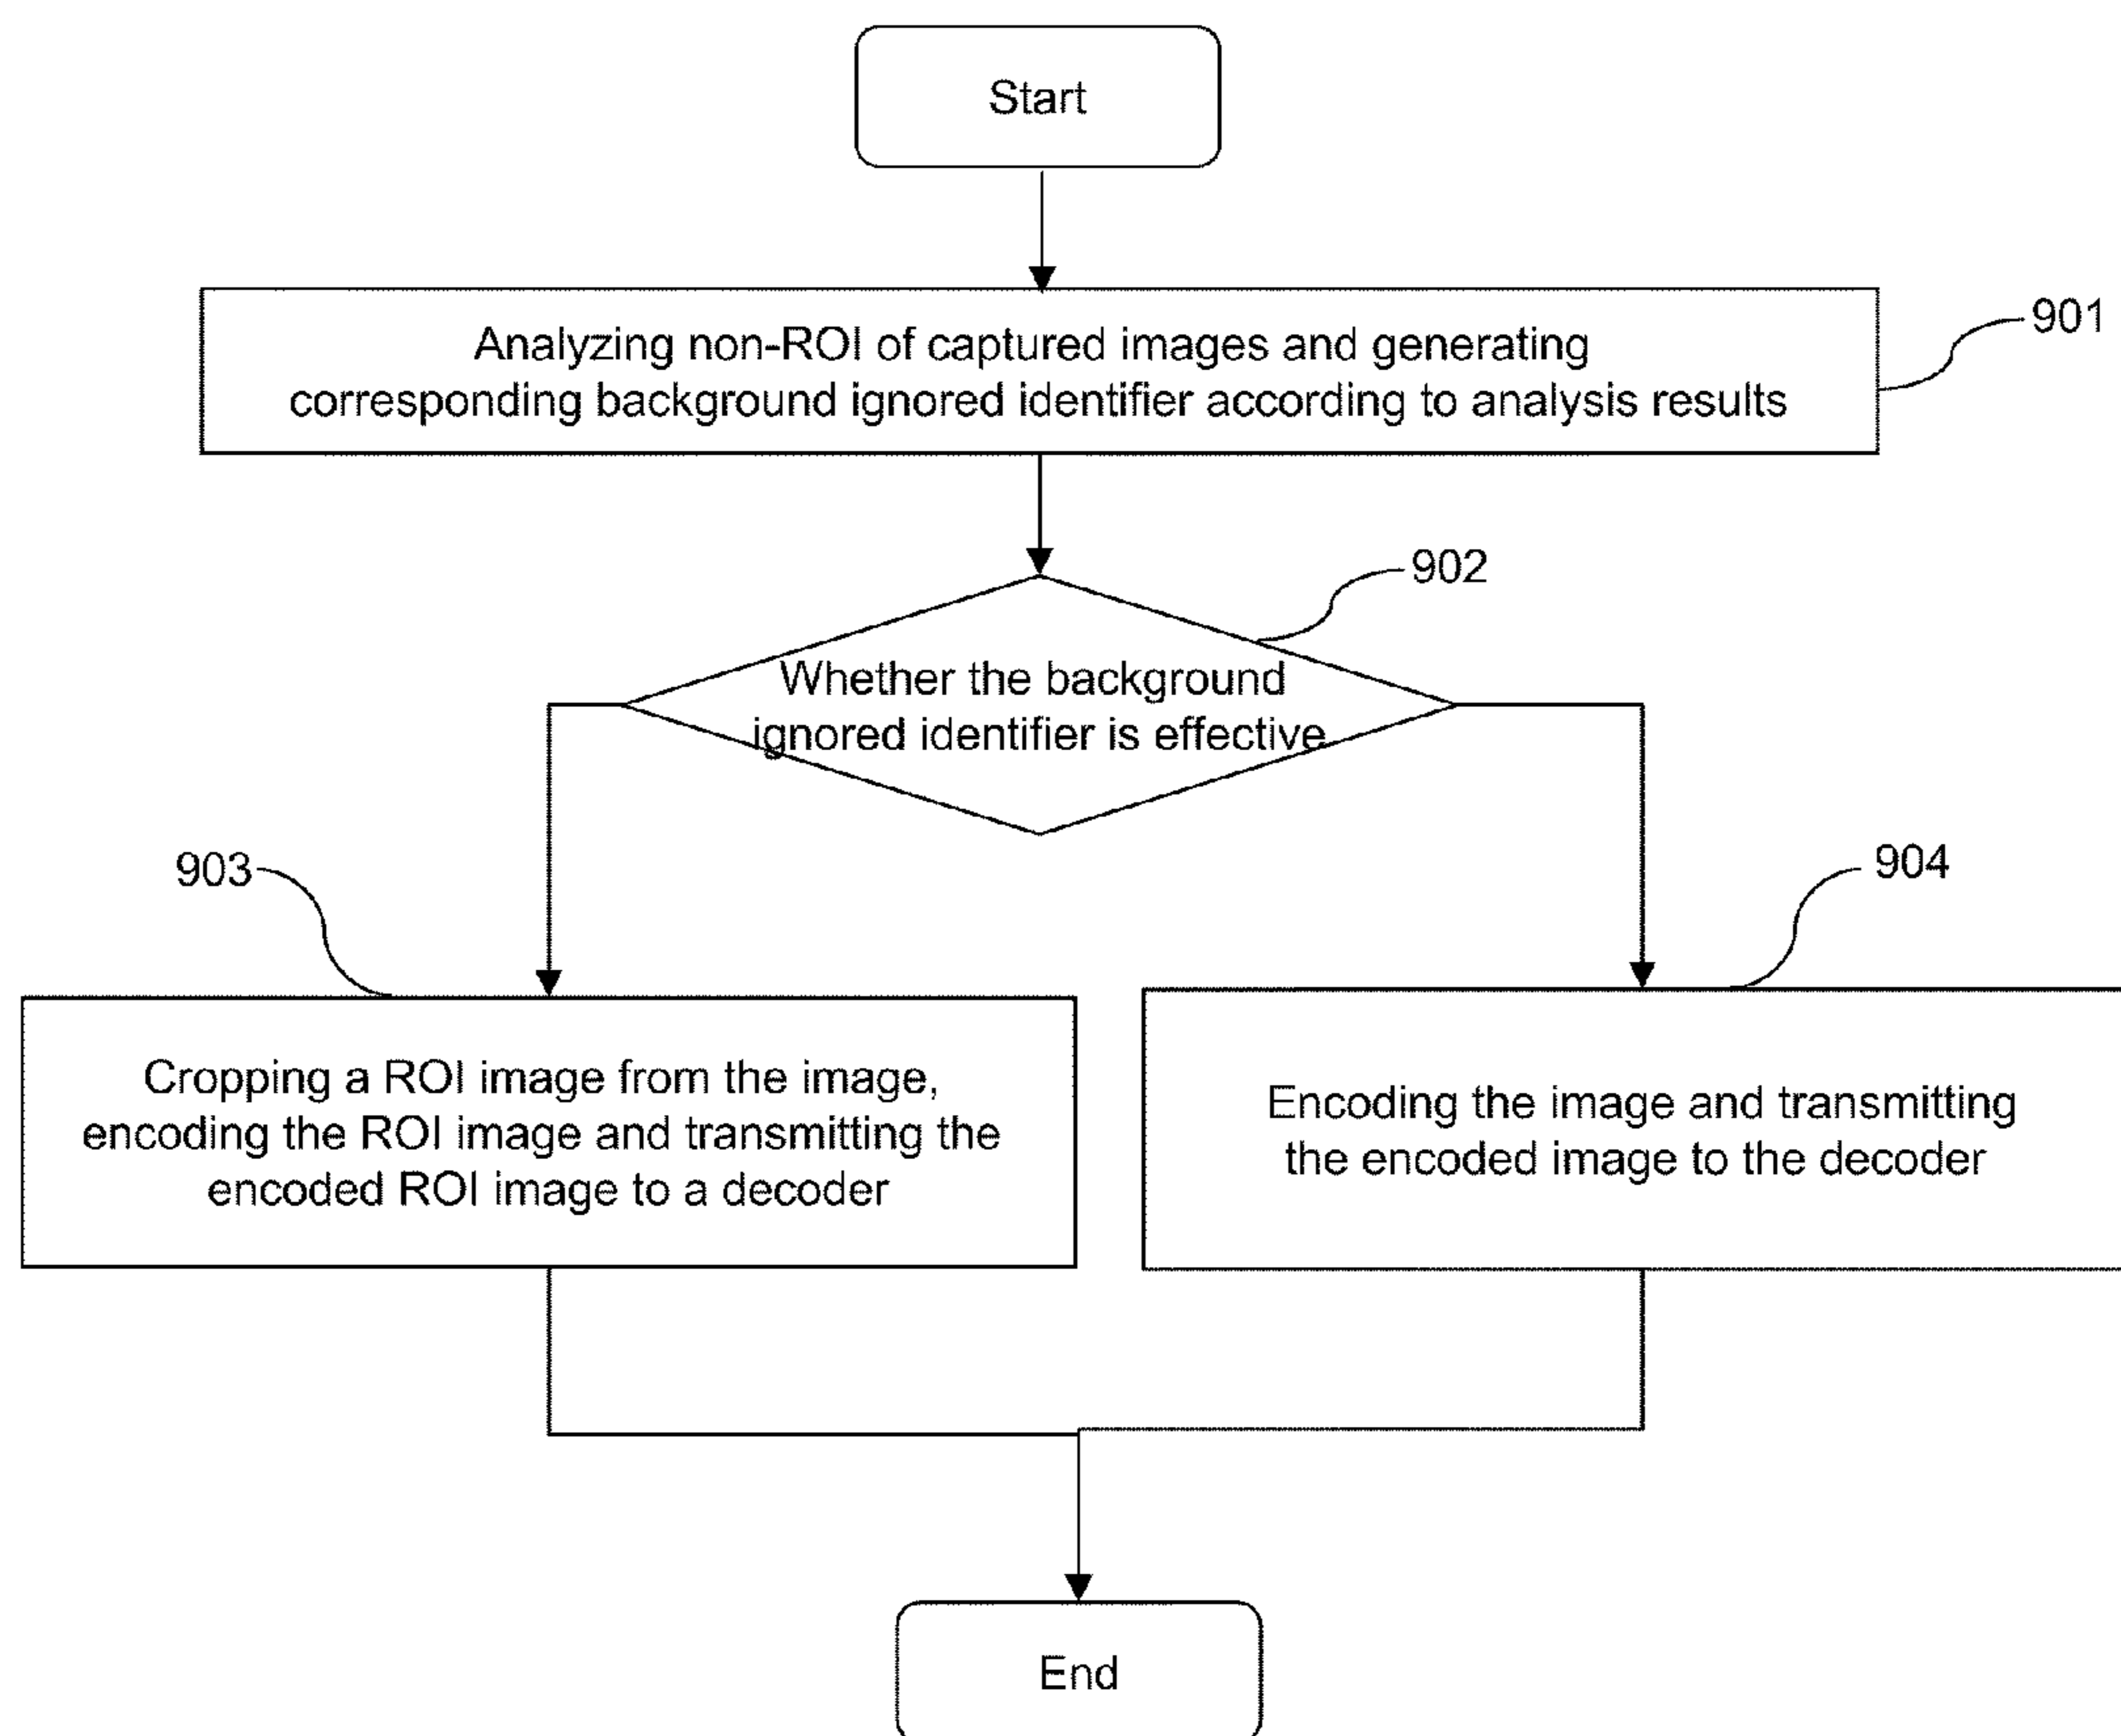 Start
Analyzing non-ROI of captured images and generating
corresponding background ignored identifier according to analysis results
901
902
Whether the background
ignored identifier is effective
903
904
Cropping a ROI image from the image,
encoding the ROI image and transmitting the
encoded ROI image to a decoder
Encoding the image and transmitting
the encoded image to the decoder
End